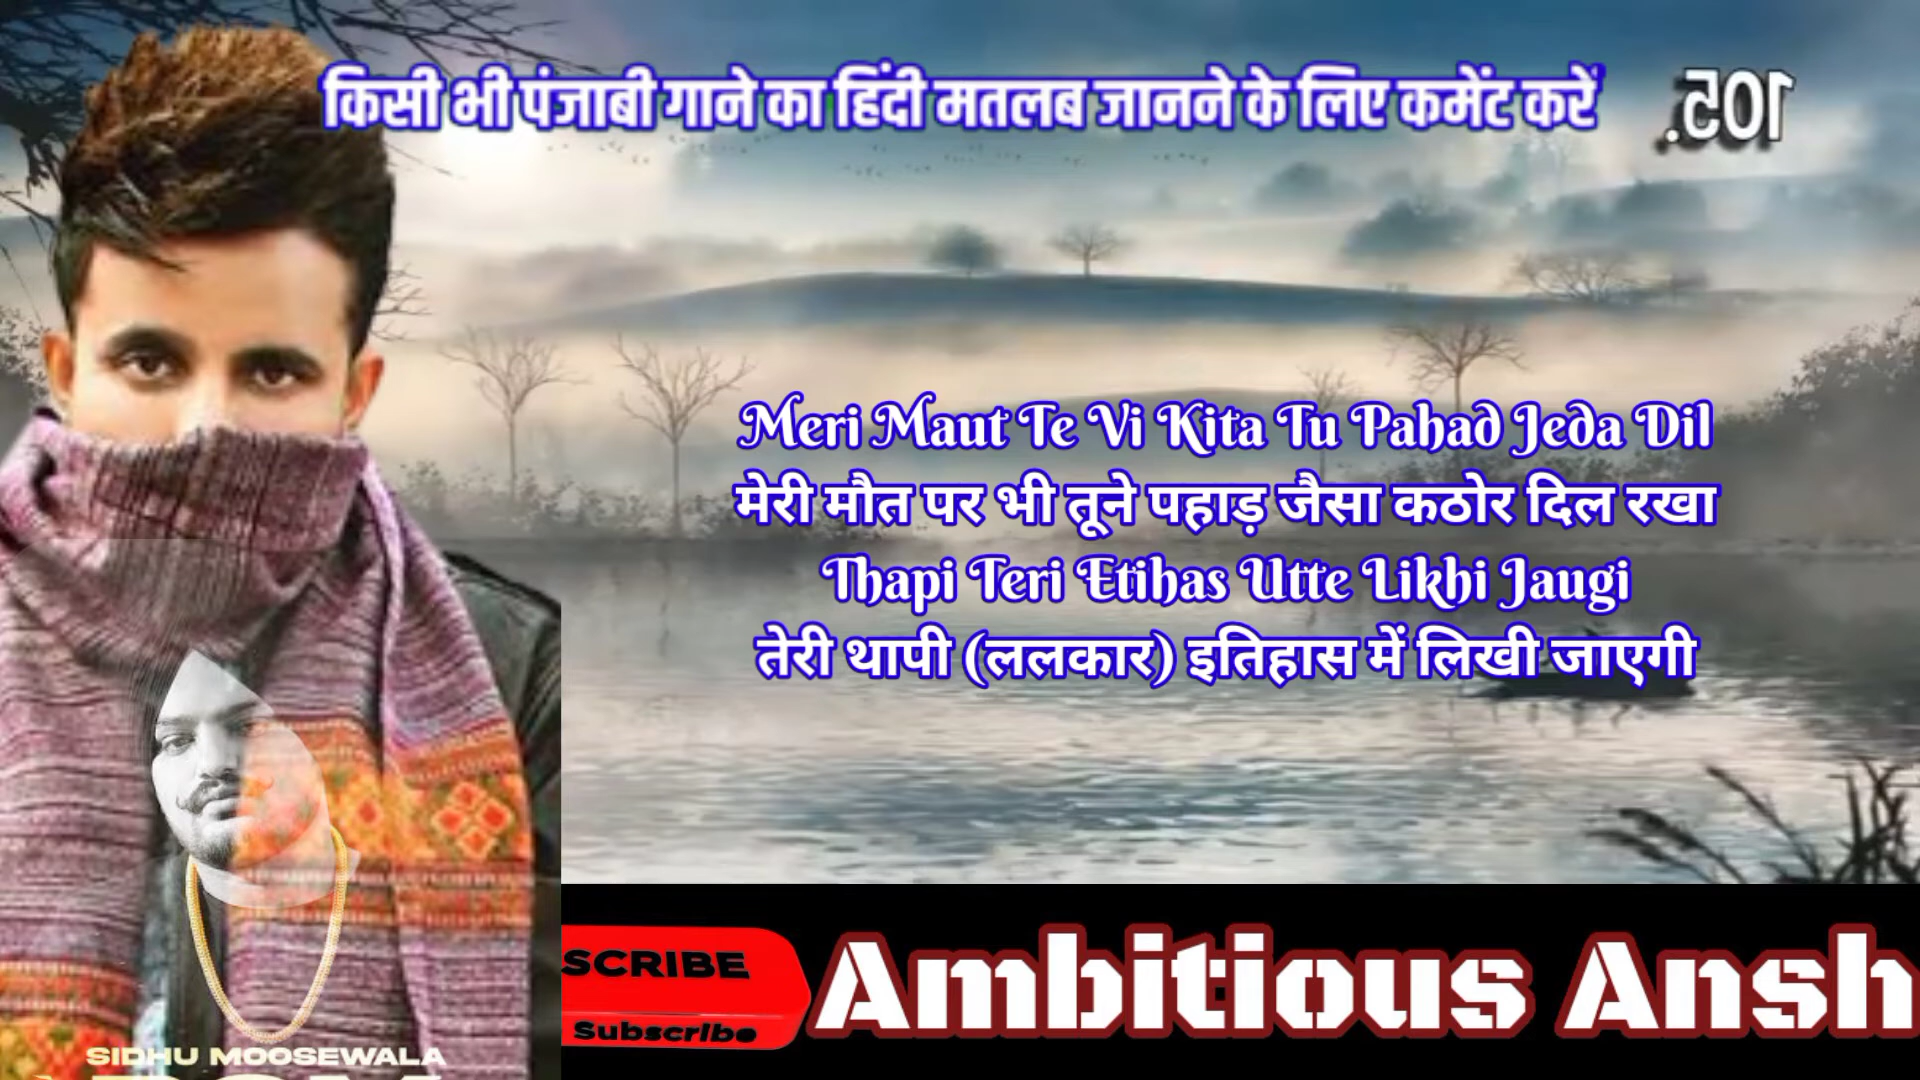 किसी भी पंजाबी गाने का हिंदी मतलब जानने के लिए कमेंट करें
105.
Meri Maut Te Vi Kita Tu Pahad Jeda Dil
मेरी मौत पर भी तूने पहाड़ जैसा कठोर दिल रखा
Thapi Teri Etihas Utte Likhi Jaugi
तेरी थापी (ललकार) इतिहास में लिखी जाएगी
SCRIBE
Subscribe
Ambitious Ansh
SIDHU MOOSEWALA